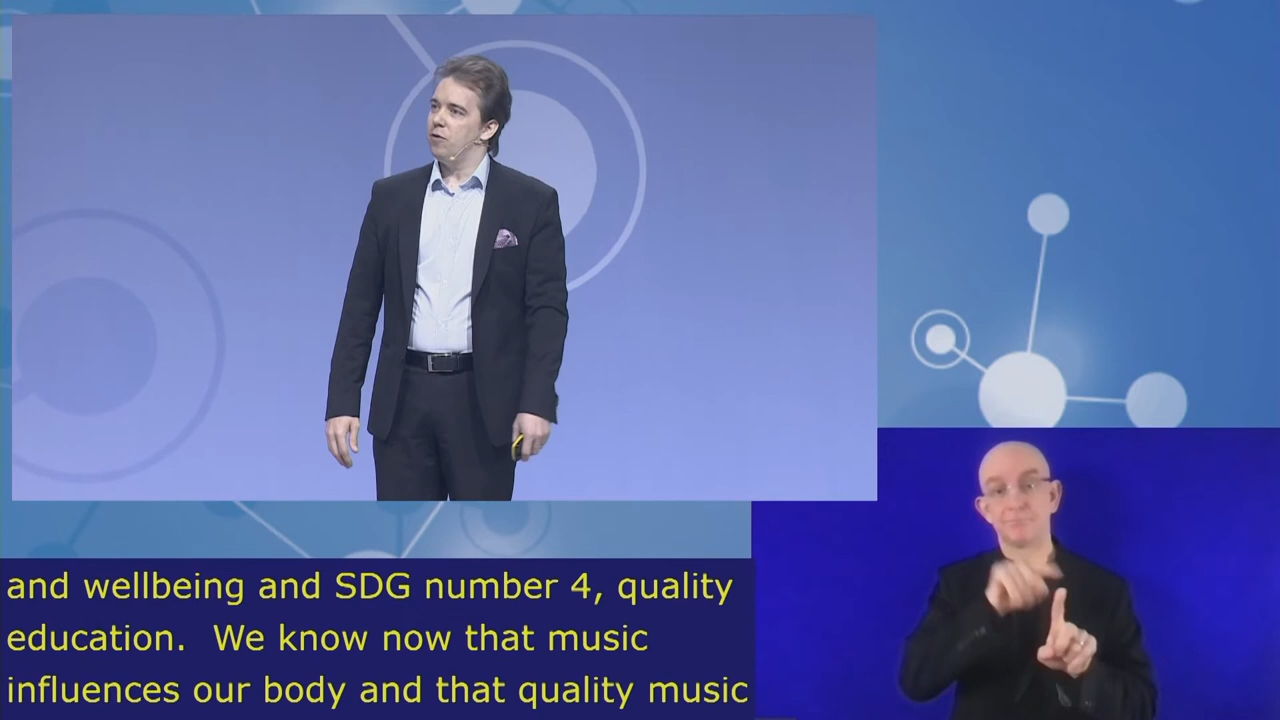 and wellbeing and SDG number 4, quality
education.  We know now that music
influences our body and that quality music